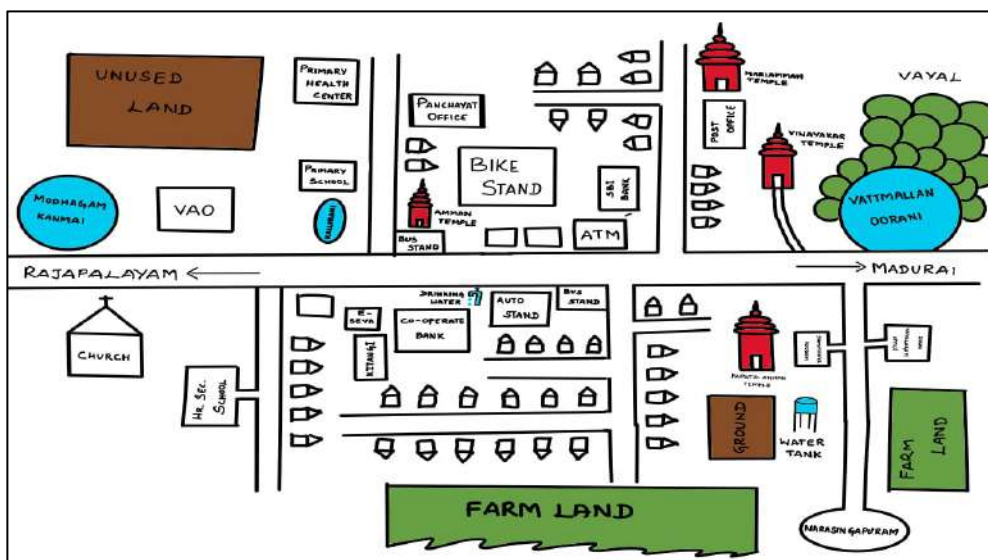 UNUSED
LAND
PRIMARY
HEALTH
CENTER
PANCHAYAT
OFFICE
MARIAMMAN
TEMPLE
VAYAL
POST
OFFICE
VINAYAKAR
TEMPLE
MODHAGAM
KANMAI
VAO
PRIMARY
SCHOOL
AMMAN
TEMPLE
BUS
STAND
BIKE
STAND
SBI
BANK
ATM
VATTMALLAN
OORANI
RAJAPALAYAM
MADURAI
CHURCH
HR SEC.
SCHOOL
E-
SEVA
KITANGI
DRINKING
WATER
CO-OPERATE
BANK
AUTO
STAND
BUS
STAND
TEMPLE
GROUND
WATER
TANK
FARM
LAND
FARM LAND
NARASINGAPURAM